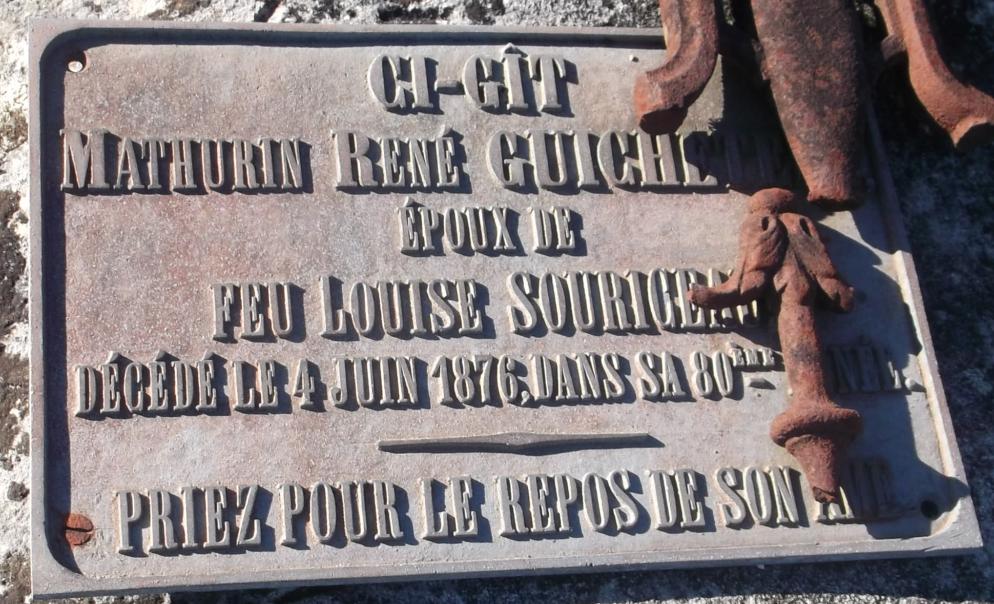 CI-GÎT
MATHURIN RENÉ
ÉPOUX DE
FEU LOUISE
DÉCÉDÉ LE 4 JUIN 1876, DANS SA 80ÈME
PRIEZ POUR LE REPOS DE SON AME